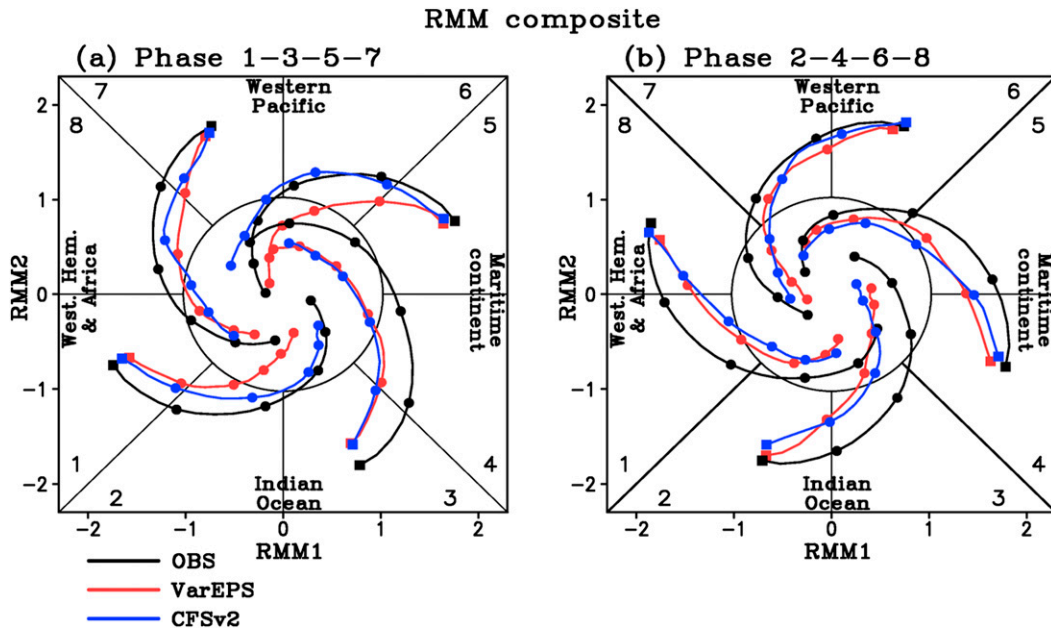 RMM composite
(a) Phase 1-3-5-7
(b) Phase 2-4-6-8
7
Western
Pacific
6
8
5
2
1
0
-1
-2
RMM2
West. Hem.
& Africa
Maritime
continent
1
4
2
Indian
Ocean
3
-2 -1 0 1 2
RMM1
7
Western
Pacific
6
8
5
2
1
0
-1
-2
RMM2
West. Hem.
& Africa
Maritime
continent
1
4
2
Indian
Ocean
3
-2 -1 0 1 2
RMM1
OBS
VarEPS
CFSv2